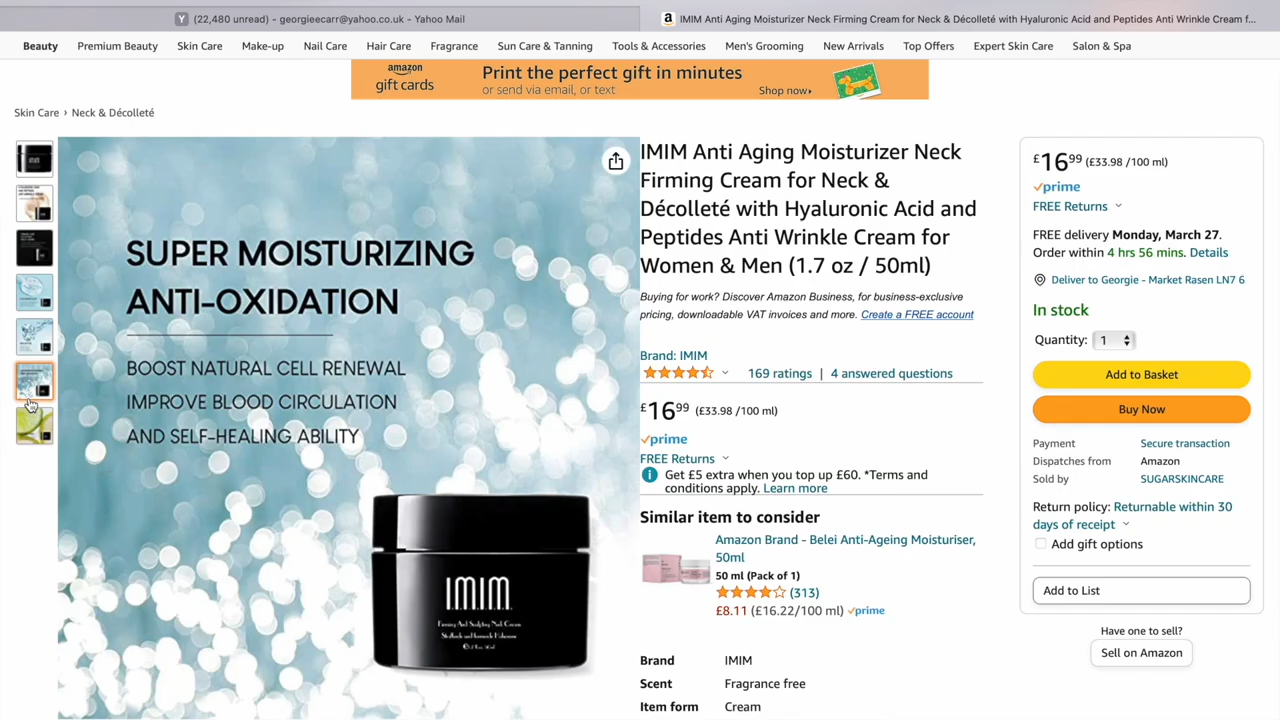 (22,480 unread) - georgieecarr@yahoo.co.uk - Yahoo Mail
IMIM Anti Aging Moisturizer Neck Firming Cream for Neck & Décolleté with Hyaluronic Acid and Peptides Anti Wrinkle Cream f...
Beauty Premium Beauty Skin Care Make-up Nail Care Hair Care Fragrance Sun Care & Tanning Tools & Accessories Men's Grooming New Arrivals Top Offers Expert Skin Care Salon & Spa
amazon
gift cards
Print the perfect gift in minutes
or send via email, or text
Shop now
Skin Care › Neck & Décolleté
SUPER MOISTURIZING
ANTI-OXIDATION
BOOST NATURAL CELL RENEWAL
IMPROVE BLOOD CIRCULATION
AND SELF-HEALING ABILITY
I.M.I.M.
Firming And Sculpting Neck Cream
IMIM Anti Aging Moisturizer Neck
Firming Cream for Neck &
Décolleté with Hyaluronic Acid and
Peptides Anti Wrinkle Cream for
Women & Men (1.7 oz / 50ml)
Buying for work? Discover Amazon Business, for business-exclusive
pricing, downloadable VAT invoices and more. Create a FREE account
Brand: IMIM
169 ratings | 4 answered questions
£16⁹⁹ (£33.98 /100 ml)
prime
FREE Returns
Get £5 extra when you top up £60. *Terms and
conditions apply. Learn more
Similar item to consider
Amazon Brand - Belei Anti-Ageing Moisturiser,
50ml
50 ml (Pack of 1)
(313)
£8.11 (£16.22/100 ml) prime
Brand IMIM
Scent Fragrance free
Item form Cream
£16⁹⁹ (£33.98 /100 ml)
prime
FREE Returns
FREE delivery Monday, March 27.
Order within 4 hrs 56 mins. Details
Deliver to Georgie - Market Rasen LN7 6
In stock
Quantity: 1
Add to Basket
Buy Now
Payment Secure transaction
Dispatches from Amazon
Sold by SUGARSKINCARE
Return policy: Returnable within 30
days of receipt
Add gift options
Add to List
Have one to sell?
Sell on Amazon